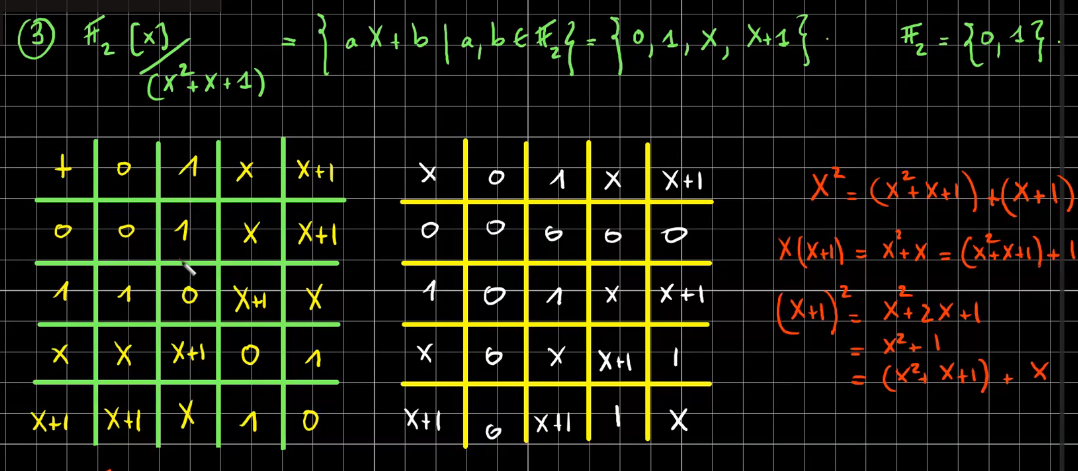 ③ 𝔽₂[X]/(X²+X+1) = { aX+b | a, b ∈ 𝔽₂} = {0, 1, X, X+1}. 𝔽₂ = {0, 1}.
+ 0 1 X X+1
0 0 1 X X+1
1 1 0 X+1 X
X X X+1 0 1
X+1 X+1 X 1 0
X 0 1 X X+1
0 0 0 0 0
1 0 1 X X+1
X 0 X X+1 1
X+1 0 X+1 1 X
X² = (X²+X+1)+(X+1)
X(X+1) = X²+X = (X²+X+1)+1
(X+1)² = X²+2X+1
= X²+1
= (X²+X+1) + X